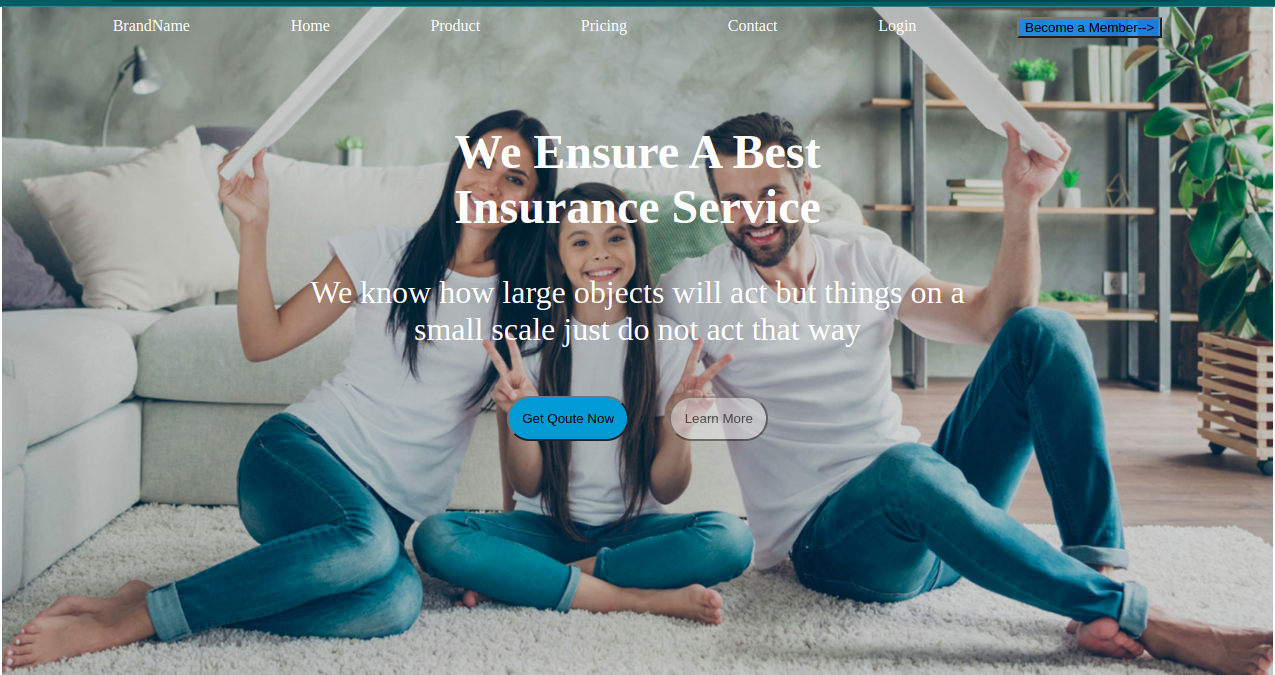 BrandName Home Product Pricing Contact Login Become a Member-->
We Ensure A Best
Insurance Service
We know how large objects will act but things on a
small scale just do not act that way
Get Qoute Now Learn More